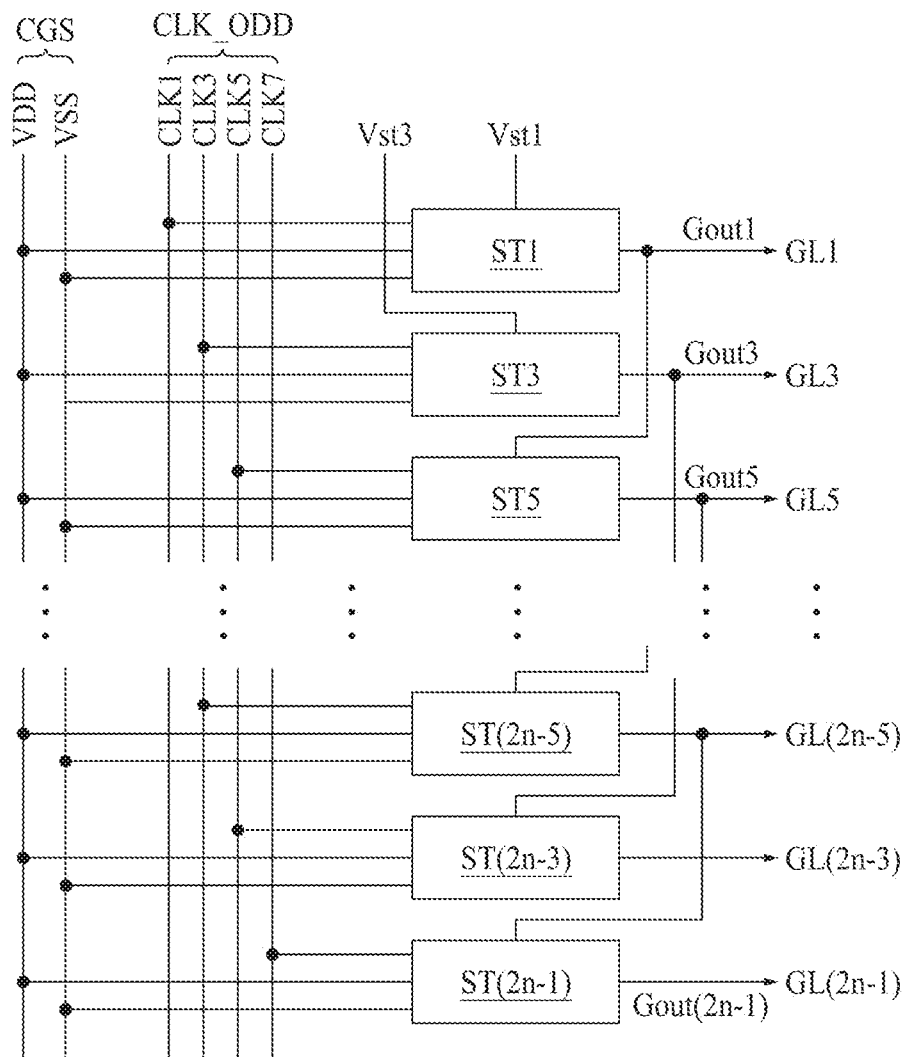 CGS CLK_ODD
VDD VSS CLK1 CLK3 CLK5 CLK7
Vst3 Vst1
ST1 Gout1 GL1
ST3 Gout3 GL3
ST5 Gout5 GL5
ST(2n-5) GL(2n-5)
ST(2n-3) GL(2n-3)
ST(2n-1) GL(2n-1)
Gout(2n-1)